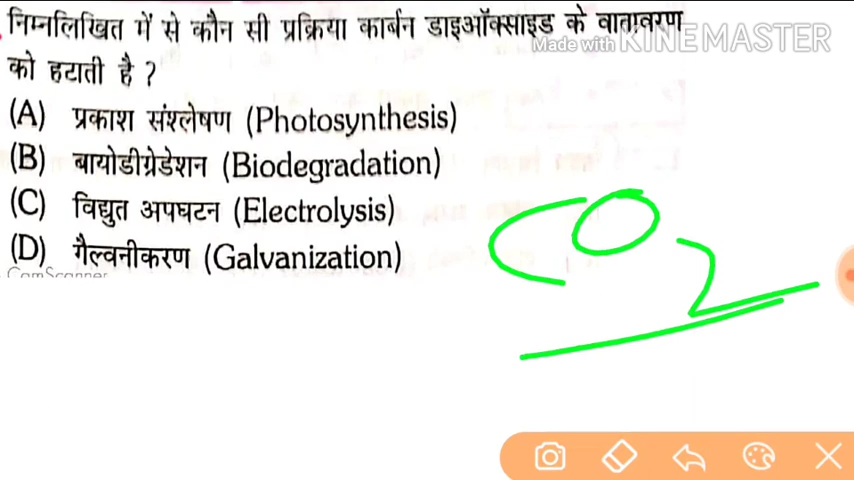 निम्नलिखित में से कौन सी प्रक्रिया कार्बन डाइऑक्साइड के वातावरण
Made with KINEMASTER
को हटाती है ?
(A) प्रकाश संश्लेषण (Photosynthesis)
(B) बायोडीग्रेडेशन (Biodegradation)
(C) विद्युत अपघटन (Electrolysis)
(D) गैल्वनीकरण (Galvanization)
CamScanner
CO2